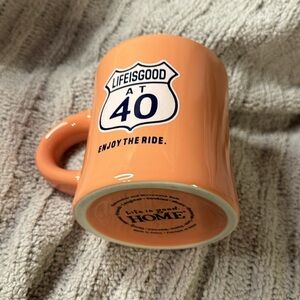 LIFEISGOOD
AT
40
ENJOY THE RIDE.
Life is good.
HOME